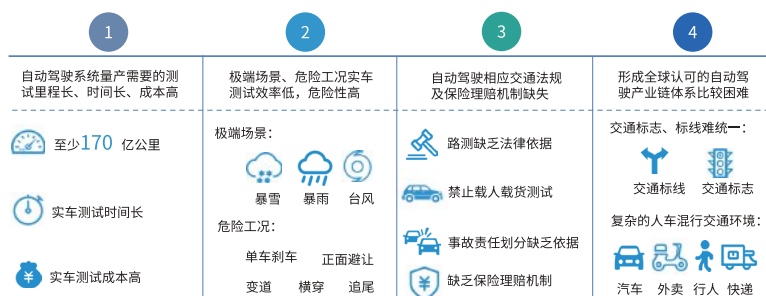 1
自动驾驶系统量产需要的测
试里程长、时间长、成本高
至少170 亿公里
实车测试时间长
¥
实车测试成本高
2
极端场景、危险工况实车
测试效率低，危险性高
极端场景：
暴雪 暴雨 台风
危险工况：
单车刹车 正面避让
变道 横穿 追尾
3
自动驾驶相应交通法规
及保险理赔机制缺失
路测缺乏法律依据
禁止载人载货测试
事故责任划分缺乏依据
¥
缺乏保险理赔机制
4
形成全球认可的自动驾
驶产业链体系比较困难
交通标志、标线难统一：
交通标线 交通标志
复杂的人车混行交通环境：
汽车 外卖 行人 快递